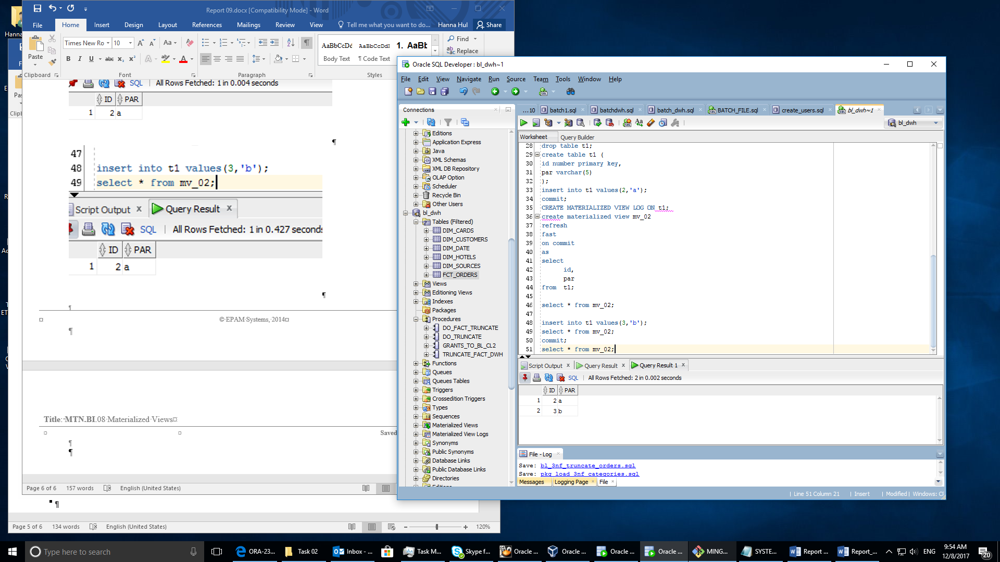 Report 09.docx [Compatibility Mode] - Word
File Home Insert Design Layout References Mailings Review View Tell me what you want to do... Hanna Hul Share
Paste
Clipboard
Times New Ro 10
Font
Paragraph
AaBbCcDd AaBbCcDdE 1. AaBb
Body Text ¶ Code Text
Styles
Find
Replace
SQL | All Rows Fetched: 1 in 0.004 seconds
ID PAR
1 2 a
47
48 insert into t1 values(3,'b');
49 select * from mv_02;
Script Output x Query Result x
SQL | All Rows Fetched: 1 in 0.427 seconds
ID PAR
1 2 a
© EPAM Systems, 2014
Title: MTN.BI.08 Materialized Views
Saved
Page 6 of 6 157 words English (United States)
Page 5 of 6 134 words English (United States) 120%
Oracle SQL Developer : bl_dwh~1
File Edit View Navigate Run Source Team Tools Window Help
Connections
Editions
Application Express
Java
XML Schemas
XML DB Repository
OLAP Option
Scheduler
Recycle Bin
Other Users
bl_dwh
Tables (Filtered)
DIM_CARDS
DIM_CUSTOMERS
DIM_DATE
DIM_HOTELS
DIM_SOURCES
FCT_ORDERS
Views
Editioning Views
Indexes
Packages
Procedures
DO_FACT_TRUNCATE
DO_TRUNCATE
GRANTS_TO_BL_CL2
TRUNCATE_FACT_DWH
Functions
Queues
Queues Tables
Triggers
Crossedition Triggers
Types
Sequences
Materialized Views
Materialized View Logs
Synonyms
Public Synonyms
Database Links
Public Database Links
Directories
Editions
...10 batch1.sql batchdwh.sql batch_dwh.sql BATCH_FILE.sql create_users.sql bl_dwh~1
bl_dwh
Worksheet Query Builder
28 drop table t1;
29 create table t1 (
30 id number primary key,
31 par varchar(5)
32 );
33 insert into t1 values(2,'a');
34 commit;
35 CREATE MATERIALIZED VIEW LOG ON t1;
36 create materialized view mv_02
37 refresh
38 fast
39 on commit
40 as
41 select
42 id,
43 par
44 from t1;
45
46 select * from mv_02;
47
48 insert into t1 values(3,'b');
49 select * from mv_02;
50 commit;
51 select * from mv_02;
Script Output x Query Result x Query Result 1 x
SQL | All Rows Fetched: 2 in 0.002 seconds
ID PAR
1 2 a
2 3 b
File - Log
Save: bl_3nf_truncate_orders.sql
Save: pkg_load_3nf_categories.sql
Messages Logging Page File
Line 51 Column 21 | Insert | Modified | Windows: CR
Type here to search
ORA-23... Task 02 Inbox - ... Task M... Skype f... Oracle ... Oracle ... Oracle ... Oracle ... MING... SYSTE... Report ... Report_... ENG
9:54 AM
12/8/2017
20